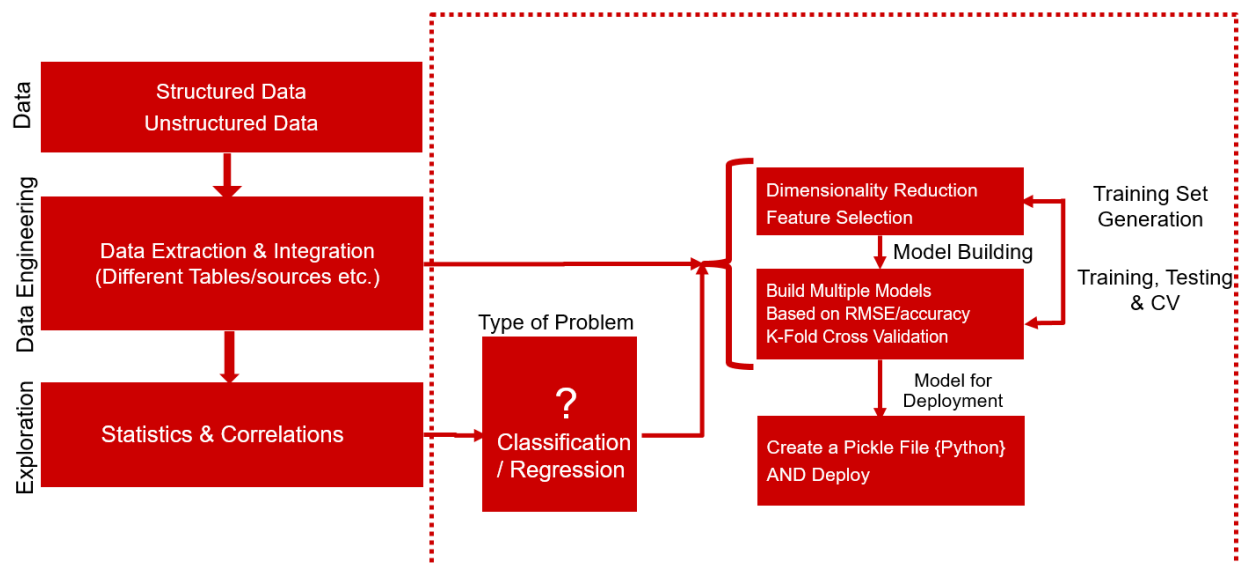 Data
Structured Data
Unstructured Data
Data Engineering
Data Extraction & Integration
(Different Tables/sources etc.)
Exploration
Statistics & Correlations
Type of Problem
?
Classification
/ Regression
Dimensionality Reduction
Feature Selection
Training Set
Generation
Model Building
Training, Testing
& CV
Build Multiple Models
Based on RMSE/accuracy
K-Fold Cross Validation
Model for
Deployment
Create a Pickle File {Python}
AND Deploy